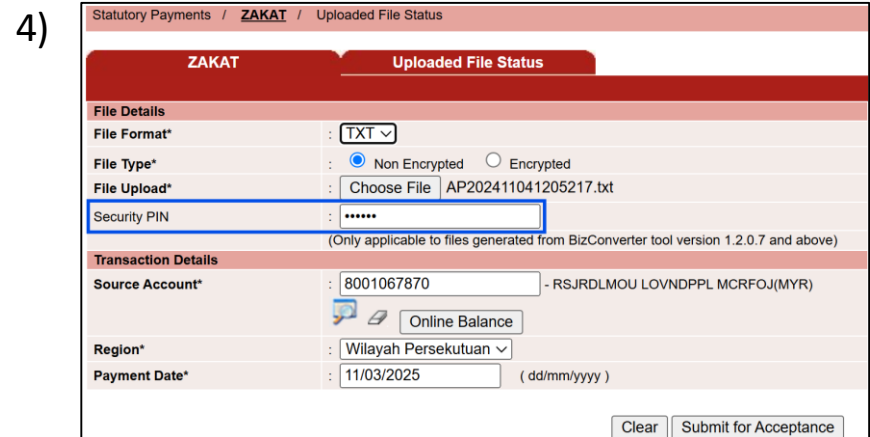 4)
Statutory Payments / ZAKAT / Uploaded File Status
ZAKAT Uploaded File Status
File Details
File Format* : TXT
File Type* : Non Encrypted Encrypted
File Upload* : Choose File AP202411041205217.txt
Security PIN : ••••••
(Only applicable to files generated from BizConverter tool version 1.2.0.7 and above)
Transaction Details
Source Account* : 8001067870 - RSJRDLMOU LOVNDPPL MCRFOJ(MYR)
Online Balance
Region* : Wilayah Persekutuan
Payment Date* : 11/03/2025 ( dd/mm/yyyy )
Clear Submit for Acceptance